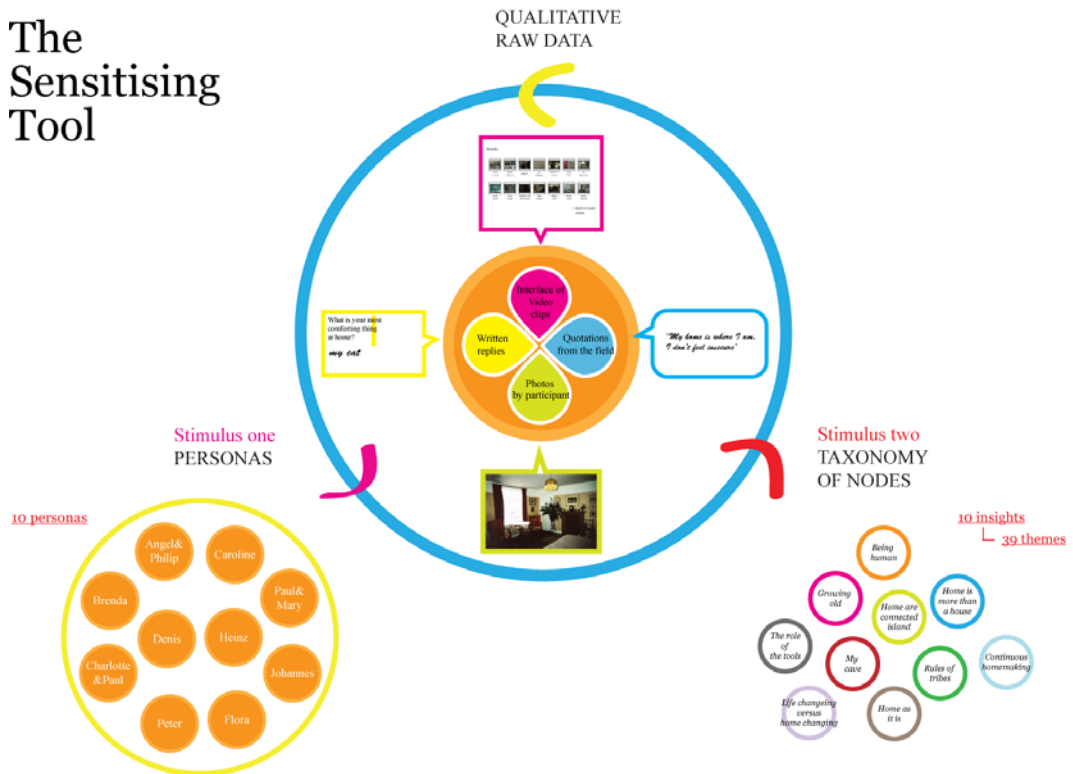 The
Sensitising
Tool
QUALITATIVE
RAW DATA
Brenda
Interface of
Video
clips
Written
replies
Quotations
from the field
Photos
by participant
What is your most
comforting thing
at home?
my cat
"My home is where I am.
I don't feel insecure"
Stimulus one
PERSONAS
10 personas
Angel&
Philip
Caroline
Brenda
Paul&
Mary
Denis
Heinz
Charlotte
&Paul
Johannes
Peter
Flora
Stimulus two
TAXONOMY
OF NODES
10 insights
39 themes
Being
human
Growing
old
Home are
connected
island
Home is
more than
a house
The role
of
the tools
My
cave
Rules of
tribes
Continuous
homemaking
Life changeing
versus
home changing
Home as
it is